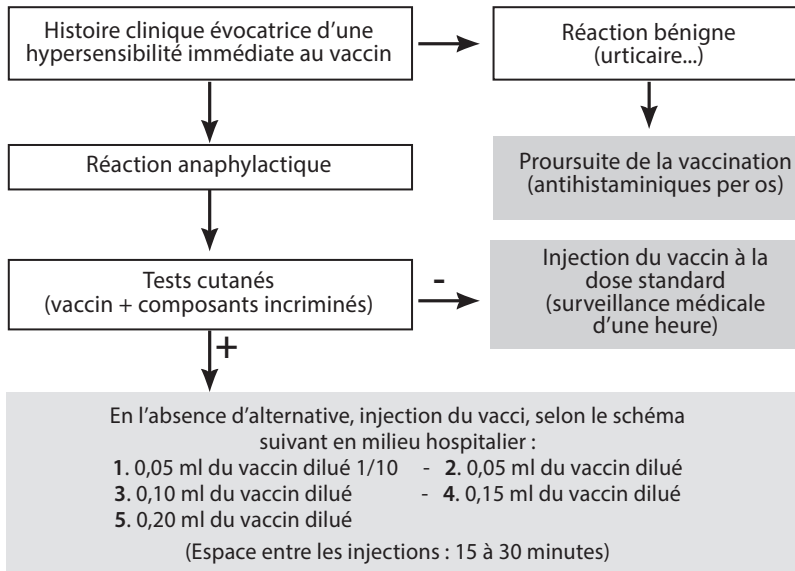 Histoire clinique évocatrice d'une
hypersensibilité immédiate au vaccin
Réaction bénigne
(urticaire...)
Réaction anaphylactique
Proursuite de la vaccination
(antihistaminiques per os)
Tests cutanés
(vaccin + composants incriminés)
-
Injection du vaccin à la
dose standard
(surveillance médicale
d'une heure)
+
En l'absence d'alternative, injection du vacci, selon le schéma
suivant en milieu hospitalier :
1. 0,05 ml du vaccin dilué 1/10 - 2. 0,05 ml du vaccin dilué
3. 0,10 ml du vaccin dilué - 4. 0,15 ml du vaccin dilué
5. 0,20 ml du vaccin dilué
(Espace entre les injections : 15 à 30 minutes)